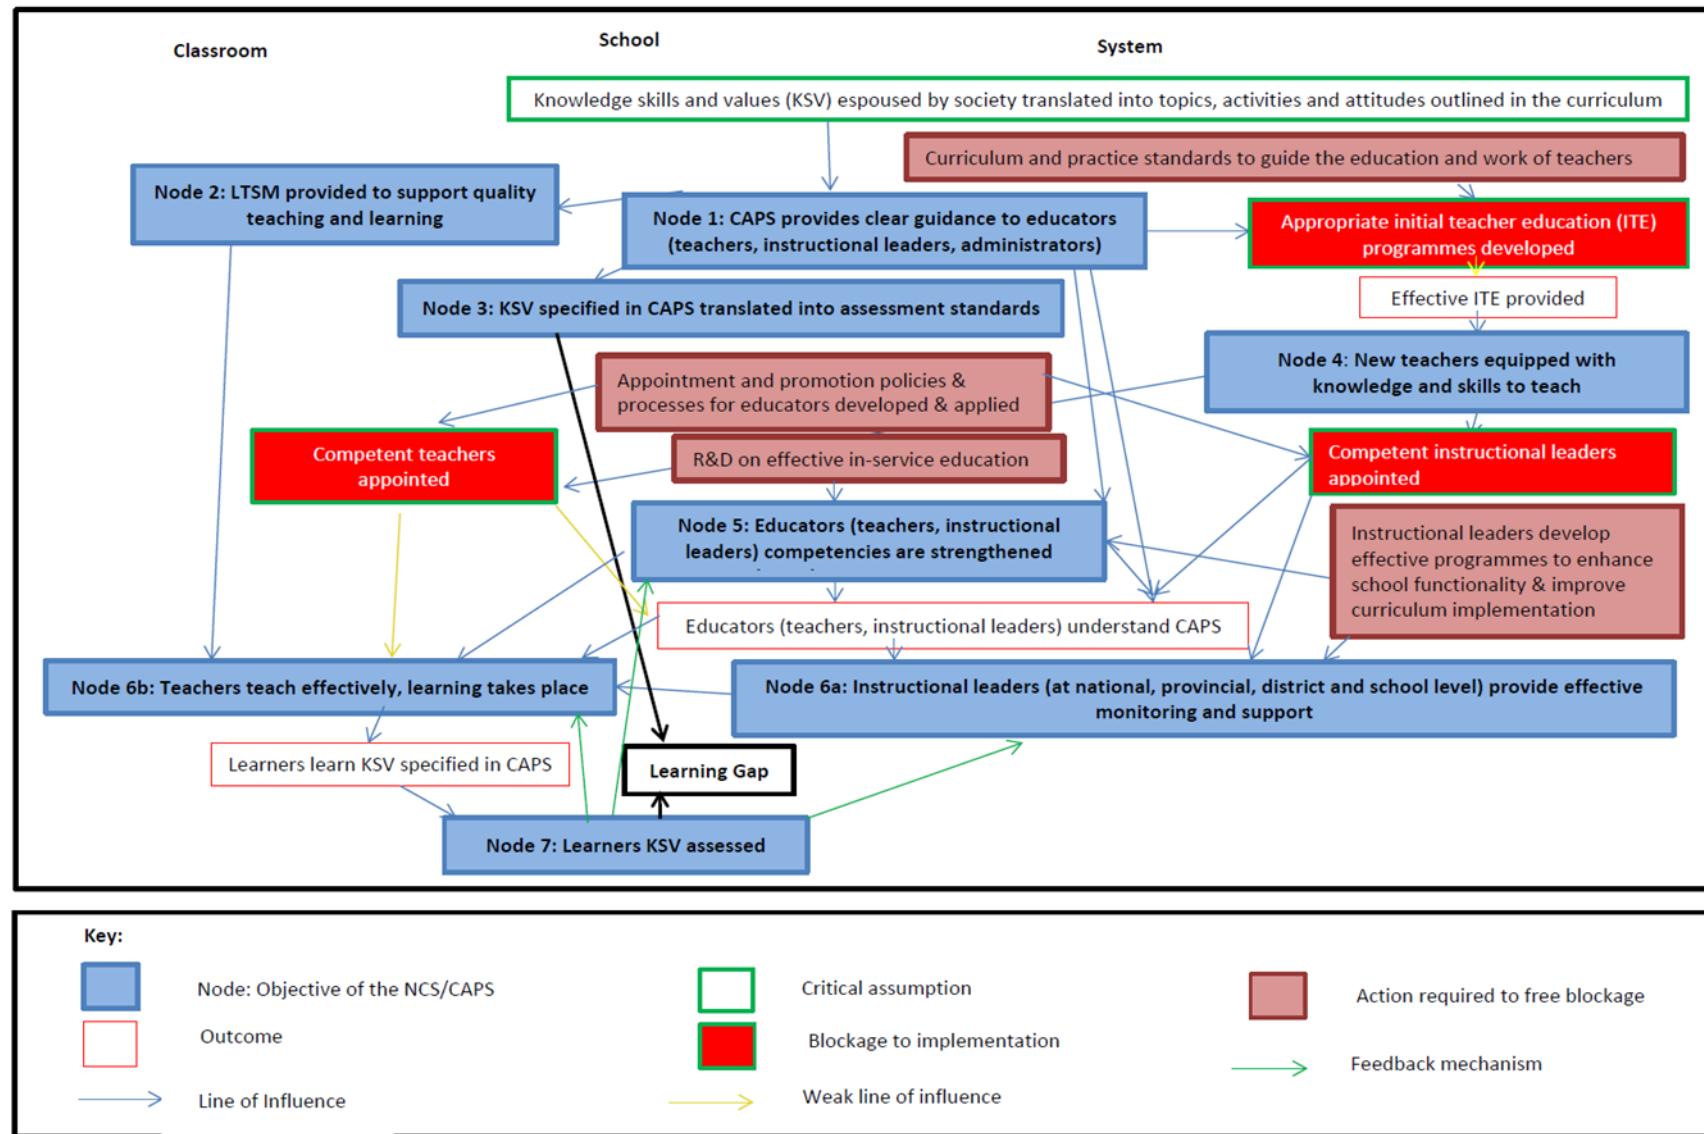 Classroom
School
System
Knowledge skills and values (KSV) espoused by society translated into topics, activities and attitudes outlined in the curriculum
Curriculum and practice standards to guide the education and work of teachers
Node 2: LTSM provided to support quality
teaching and learning
Node 1: CAPS provides clear guidance to educators
(teachers, instructional leaders, administrators)
Appropriate initial teacher education (ITE)
programmes developed
Effective ITE provided
Node 3: KSV specified in CAPS translated into assessment standards
Node 4: New teachers equipped with
knowledge and skills to teach
Appointment and promotion policies &
processes for educators developed & applied
Competent teachers
appointed
R&D on effective in-service education
Competent instructional leaders
appointed
Node 5: Educators (teachers, instructional
leaders) competencies are strengthened
Instructional leaders develop
effective programmes to enhance
school functionality & improve
curriculum implementation
Educators (teachers, instructional leaders) understand CAPS
Node 6b: Teachers teach effectively, learning takes place
Node 6a: Instructional leaders (at national, provincial, district and school level) provide effective
monitoring and support
Learners learn KSV specified in CAPS
Learning Gap
Node 7: Learners KSV assessed
Key:
Node: Objective of the NCS/CAPS
Critical assumption
Action required to free blockage
Outcome
Blockage to implementation
Feedback mechanism
Line of Influence
Weak line of influence